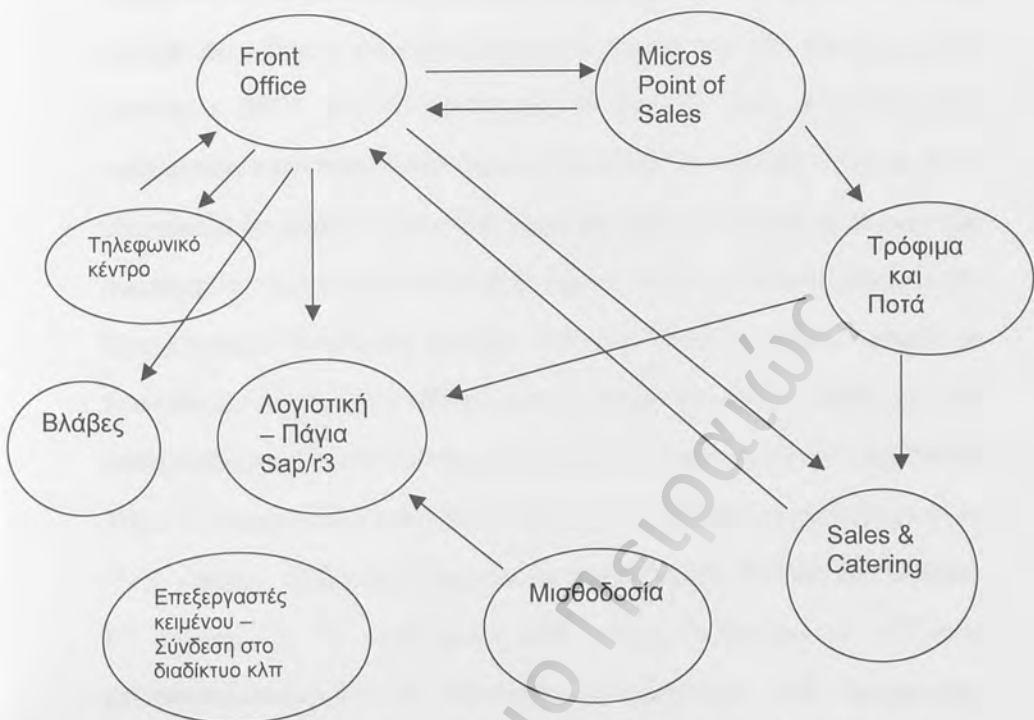 Front
Office
Micros
Point of
Sales
Τηλεφωνικό
κέντρο
Τρόφιμα
και
Ποτά
Βλάβες
Λογιστική
– Πάγια
Sap/r3
Sales &
Catering
Επεξεργαστές
κειμένου –
Σύνδεση στο
διαδίκτυο κλπ
Μισθοδοσία
Πειραιώς